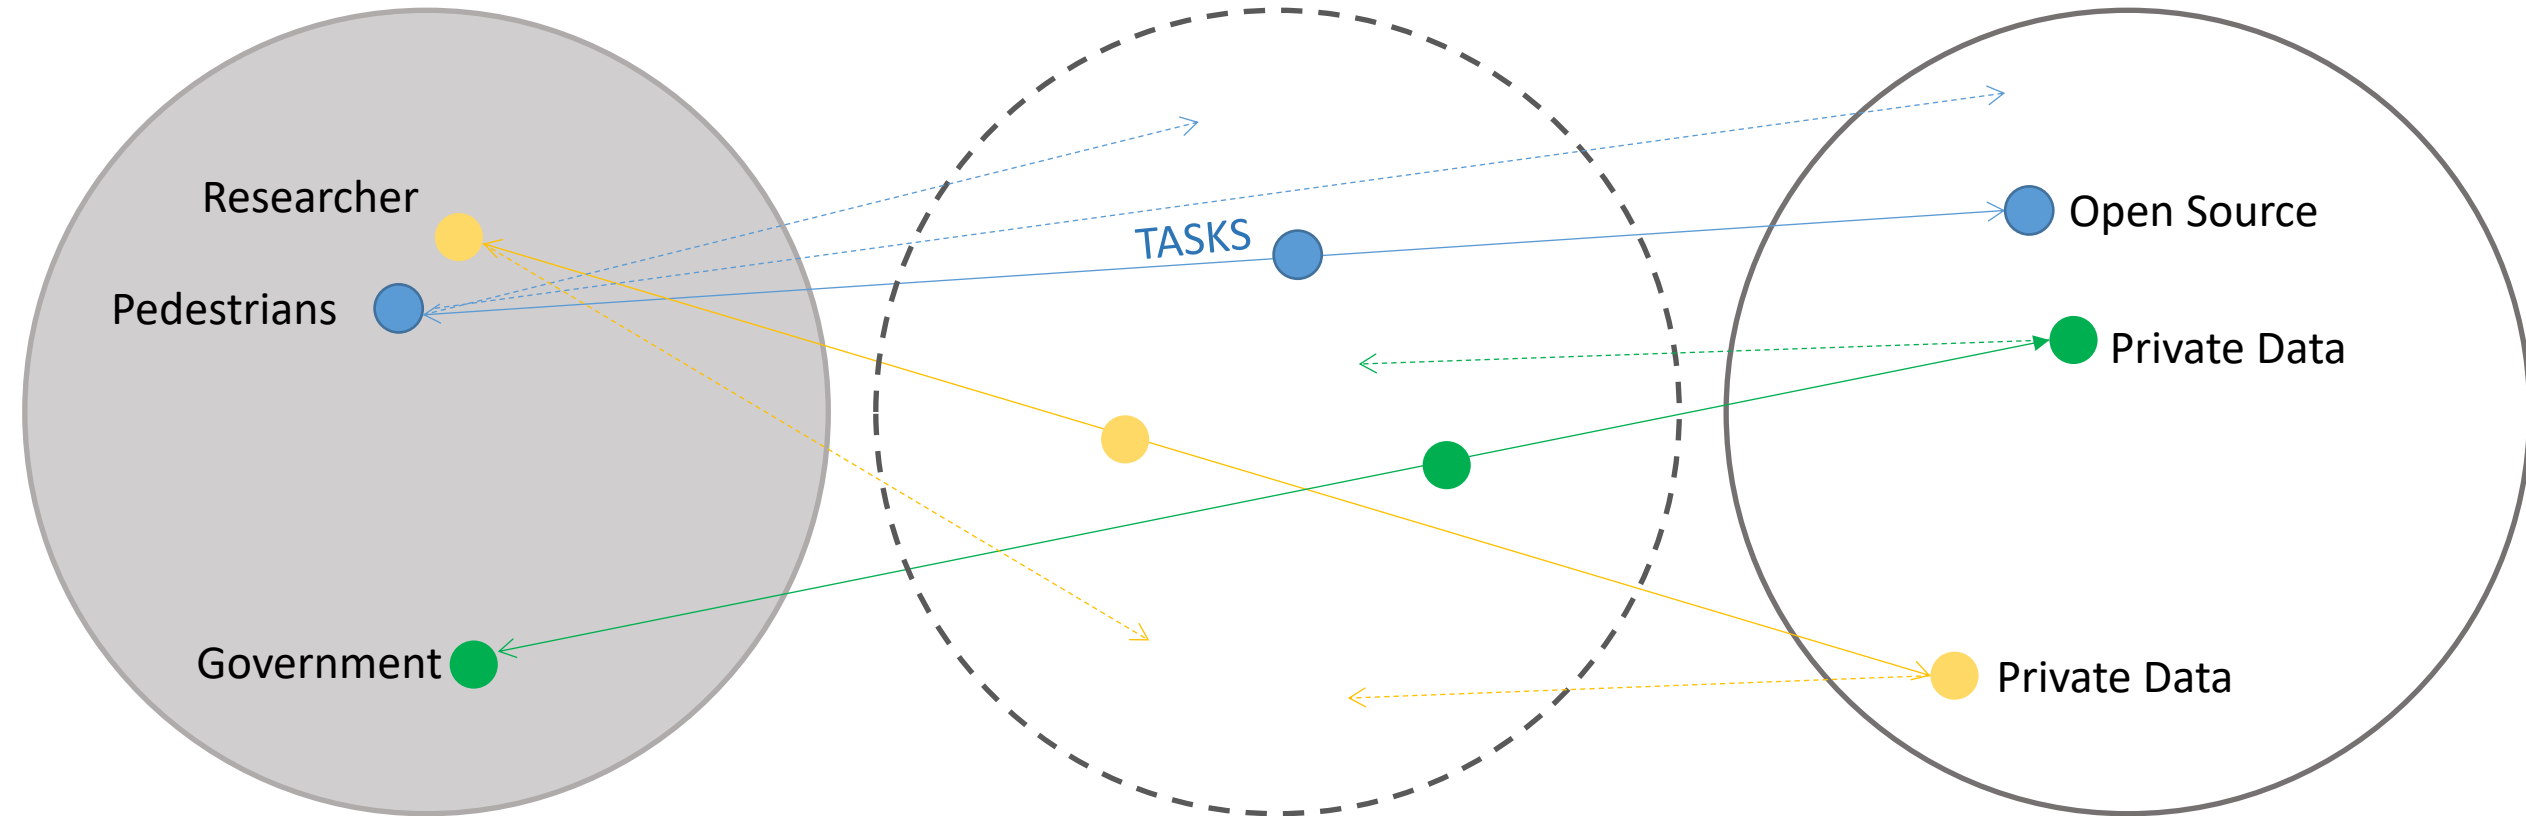 Researcher
Pedestrians
Government
TASKS
Open Source
Private Data
Private Data